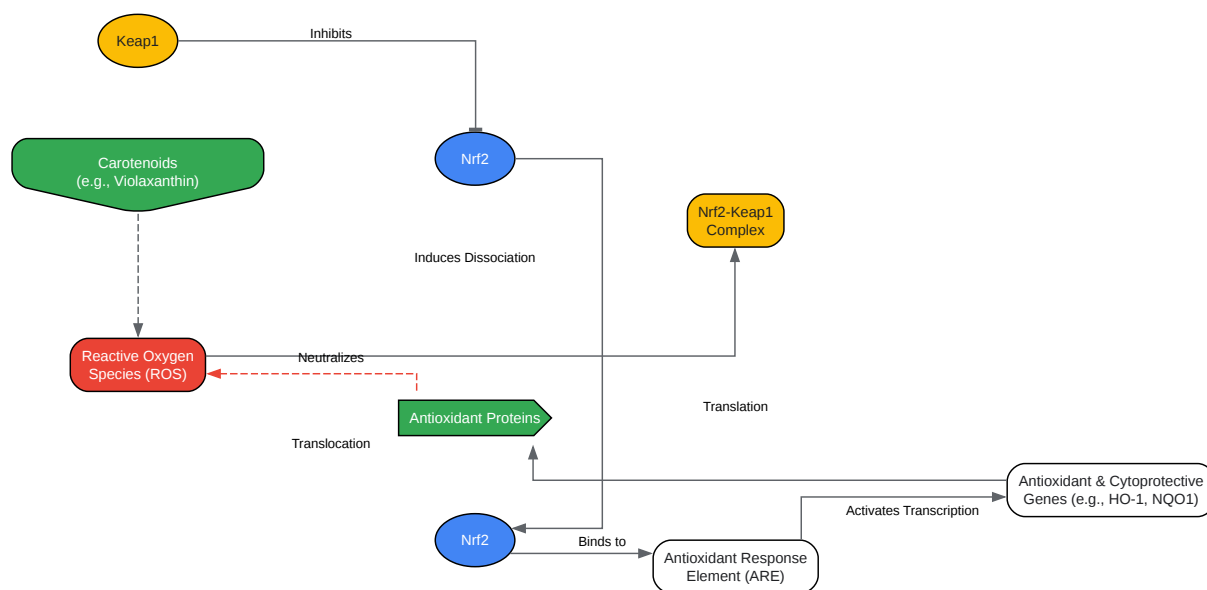 Inhibits
Keap1
Nrf2
Carotenoids
(e.g., Violaxanthin)
Nrf2-Keap1
Complex
Induces Dissociation
Reactive Oxygen
Species (ROS)
Neutralizes
Translation
Antioxidant Proteins
Translocation
Antioxidant & Cytoprotective
Genes (e.g., HO-1, NQO1)
Activates Transcription
Nrf2
Binds to
Antioxidant Response
Element (ARE)